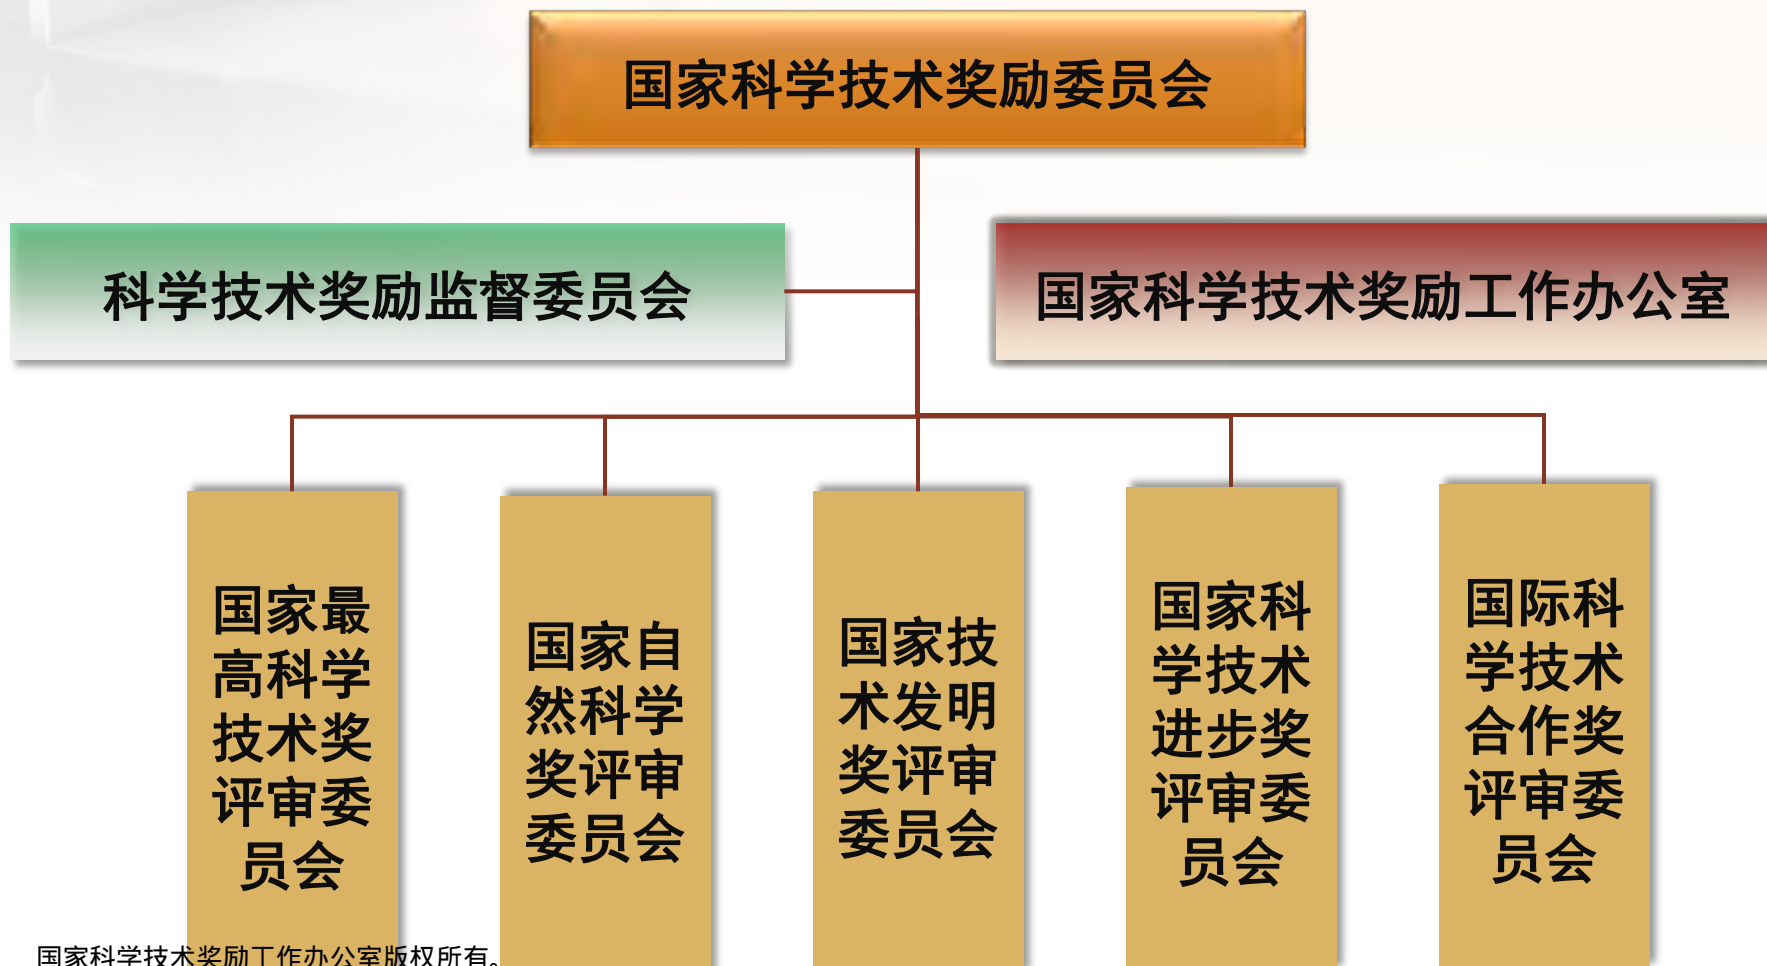 国家科学技术奖励委员会
科学技术奖励监督委员会
国家科学技术奖励工作办公室
国家最
高科学
技术奖
评审委
员会
国家自
然科学
奖评审
委员会
国家技
术发明
奖评审
委员会
国家科
学技术
进步奖
评审委
员会
国际科
学技术
合作奖
评审委
员会
国家科学技术奖励工作办公室版权所有。